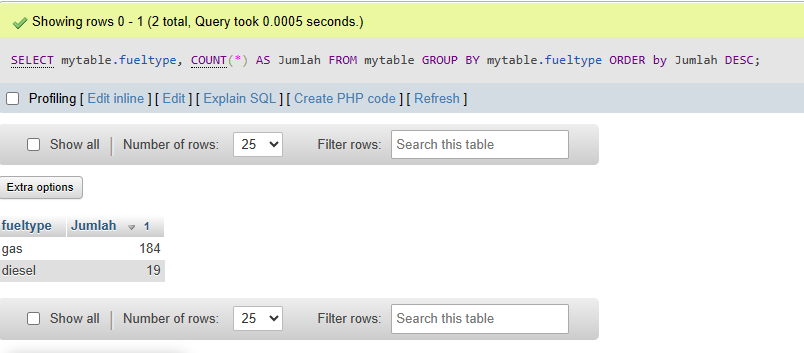 Showing rows 0 - 1 (2 total, Query took 0.0005 seconds.)
SELECT mytable.fueltype, COUNT(*) AS Jumlah FROM mytable GROUP BY mytable.fueltype ORDER by Jumlah DESC;
Profiling [ Edit inline ] [ Edit ] [ Explain SQL ] [ Create PHP code ] [ Refresh ]
Show all Number of rows: 25 Filter rows: Search this table
Extra options
fueltype Jumlah 1
gas 184
diesel 19
Show all Number of rows: 25 Filter rows: Search this table